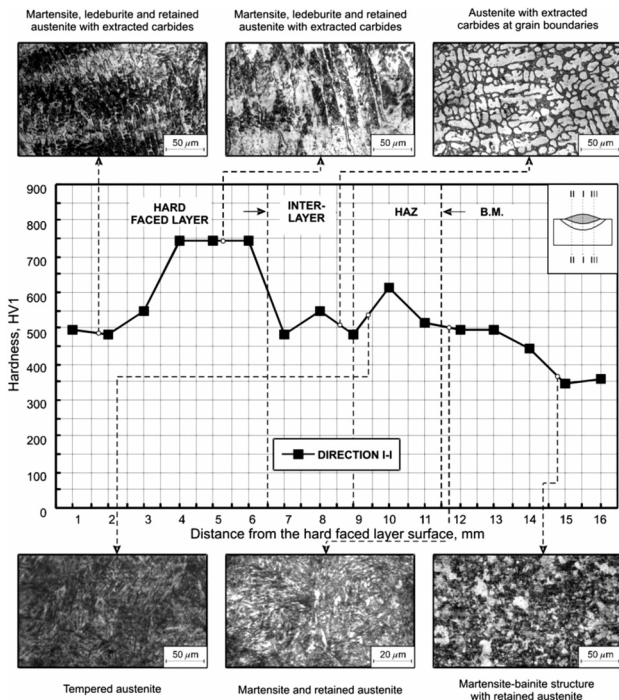 Martensite, ledeburite and retained
austenite with extracted carbides
Martensite, ledeburite and retained
austenite with extracted carbides
Austenite with extracted
carbides at grain boundaries
50 μm
50 μm
50 μm
900
800
700
600
500
400
300
200
100
0
Hardness, HV1
HARD
FACED LAYER
INTER-
LAYER
HAZ
B.M.
II I III
II I III
DIRECTION I-I
1 2 3 4 5 6 7 8 9 10 11 12 13 14 15 16
Distance from the hard faced layer surface, mm
50 μm
20 μm
50 μm
Tempered austenite
Martensite and retained austenite
Martensite-bainite structure
with retained austenite